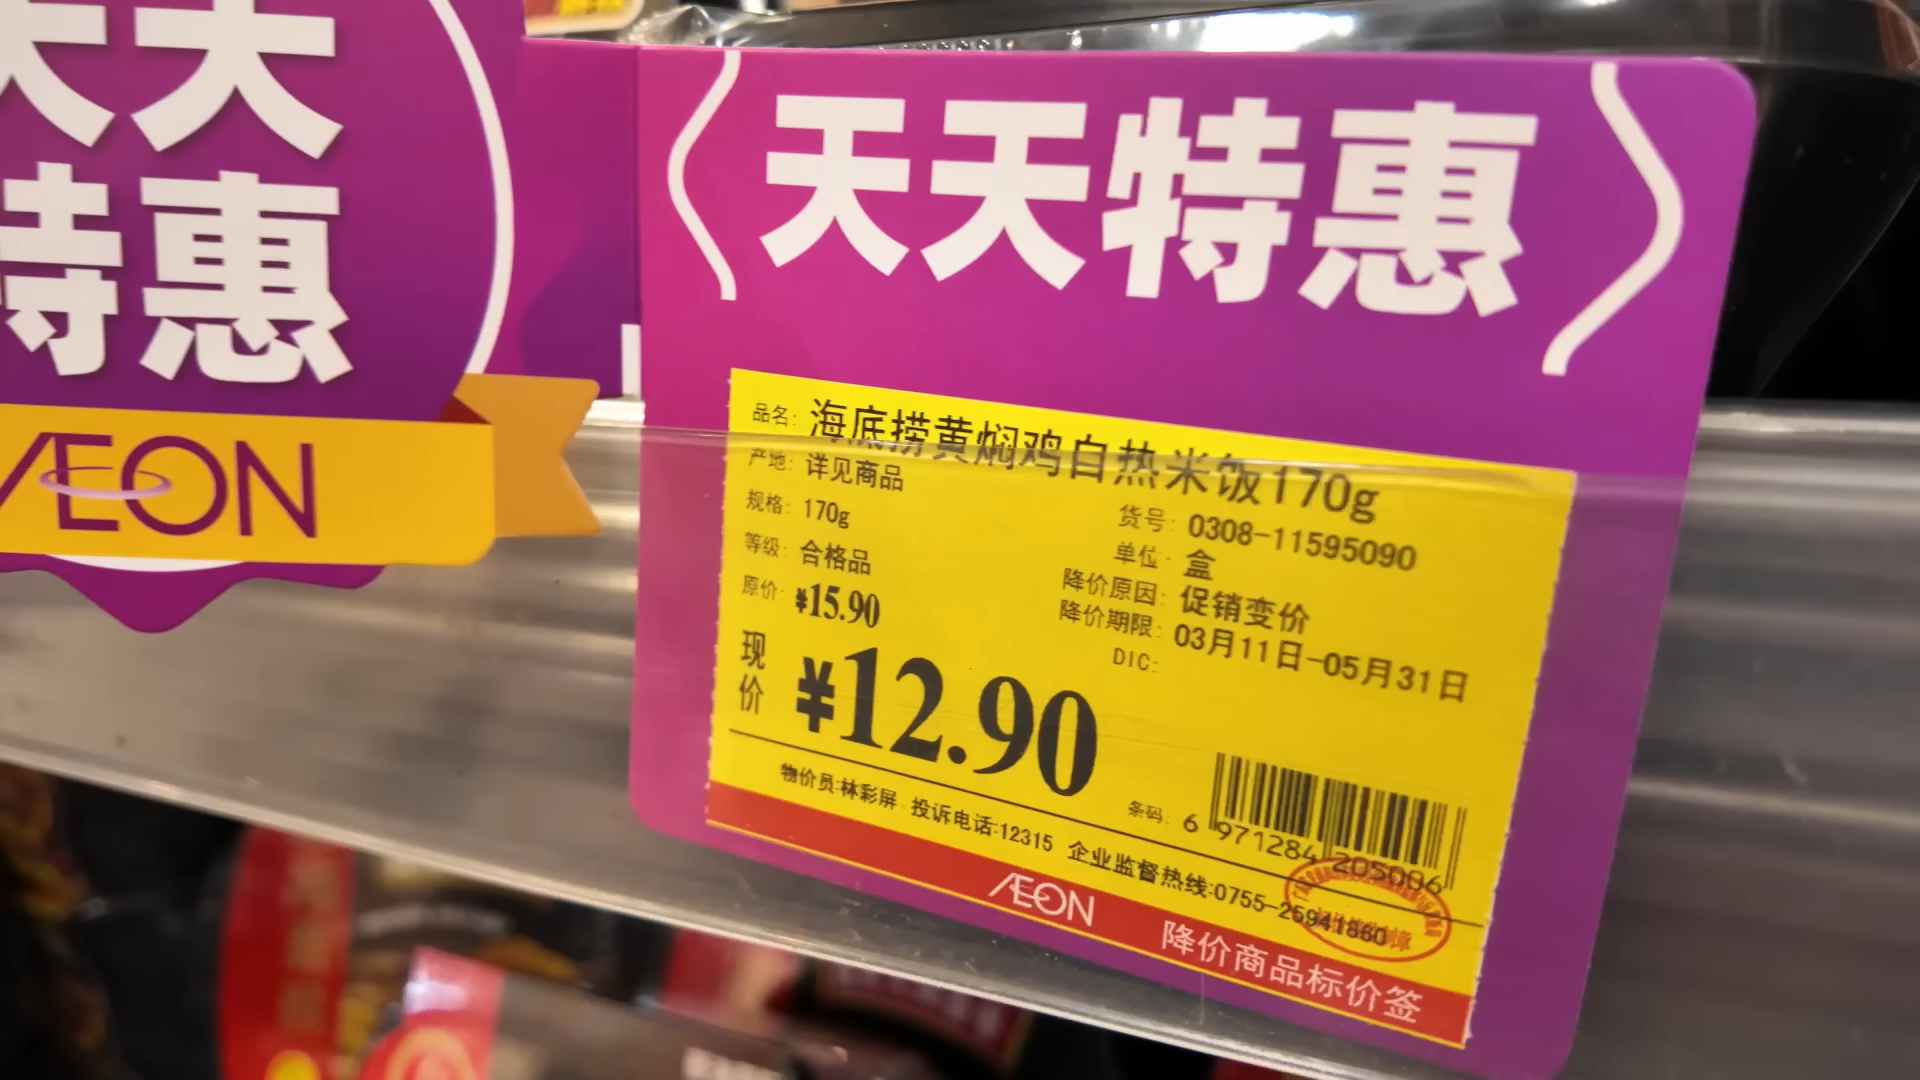 天天
特惠
ÆON
天天特惠
品名: 海底捞黄焖鸡自热米饭170g
产地: 详见商品
规格: 170g
货号: 0308-11595090
等级: 合格品
单位: 盒
原价: ¥15.90
降价原因: 促销变价
降价期限: 03月11日-05月31日
DIC:
现价 ¥12.90
条码: 6 971284 205006
物价员:林彩屏 投诉电话:12315 企业监督热线:0755-25941860
ÆON 降价商品标价签